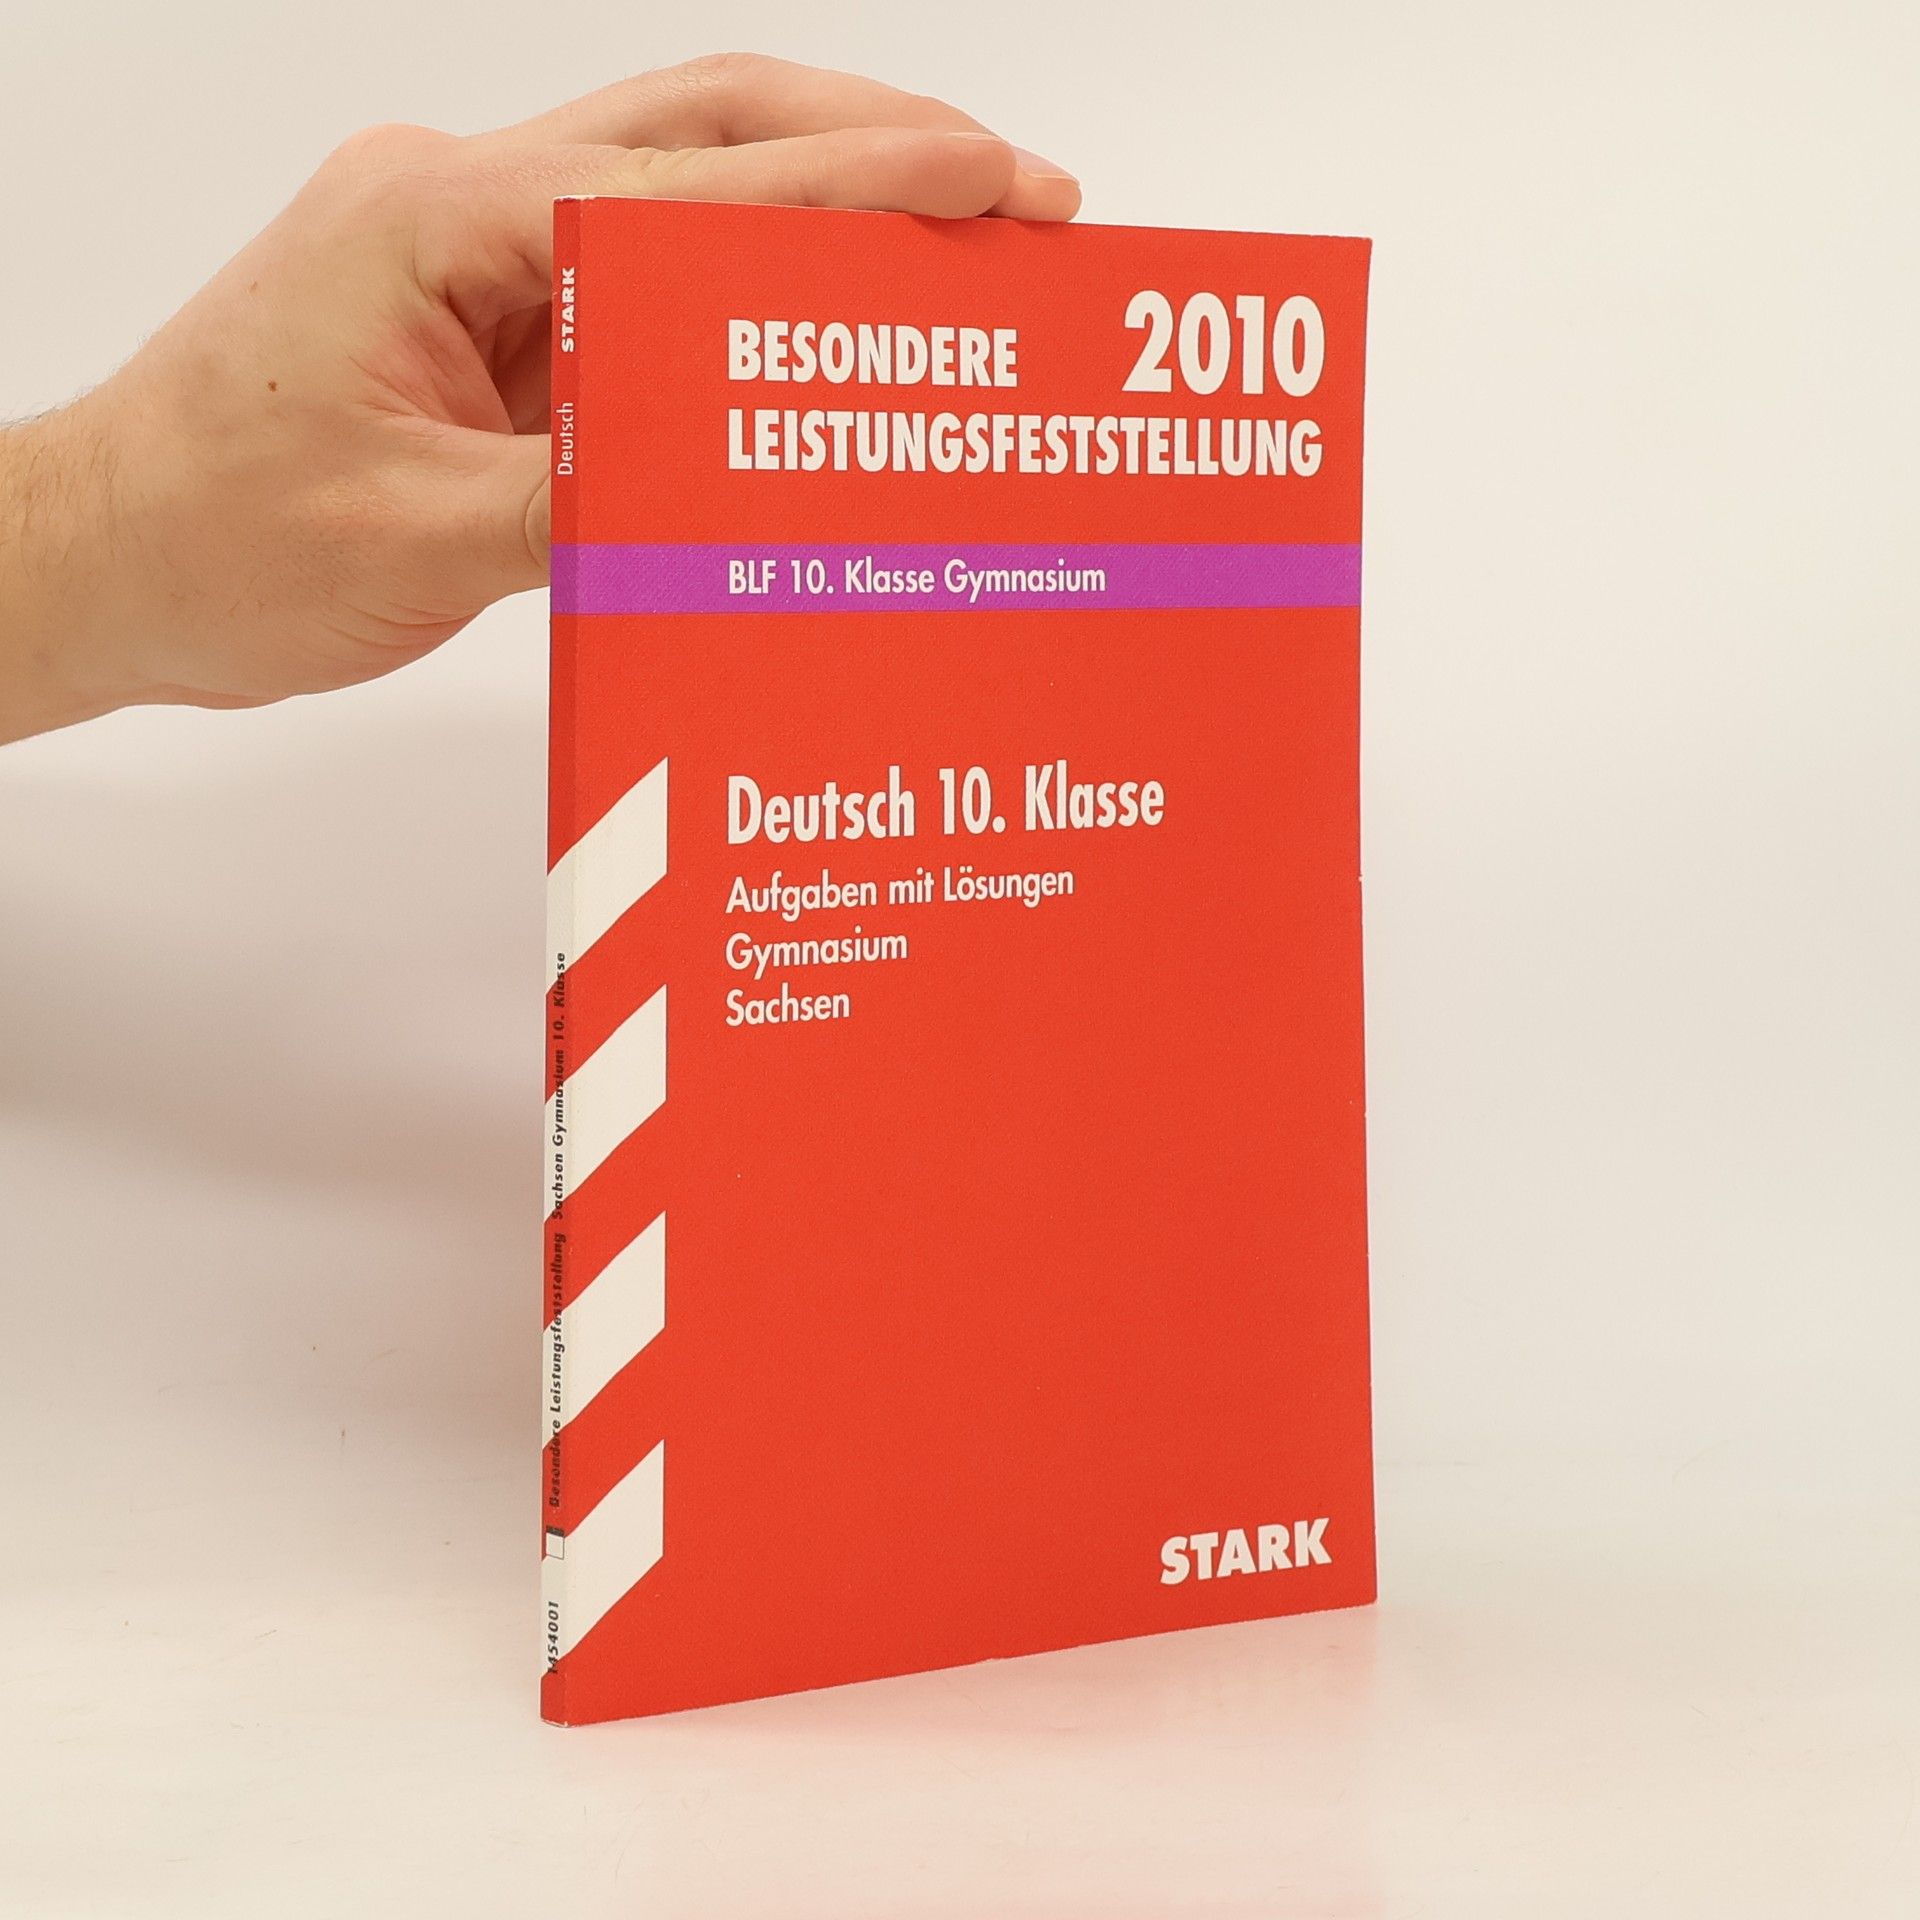 BESONDERE 2010
LEISTUNGSFESTSTELLUNG
BLF 10. Klasse Gymnasium
Deutsch 10. Klasse
Aufgaben mit Lösungen
Gymnasium
Sachsen
STARK
Deutsch STARK
1454001 Besondere Leistungsfeststellung Sachsen Gymnasium 10. Klasse